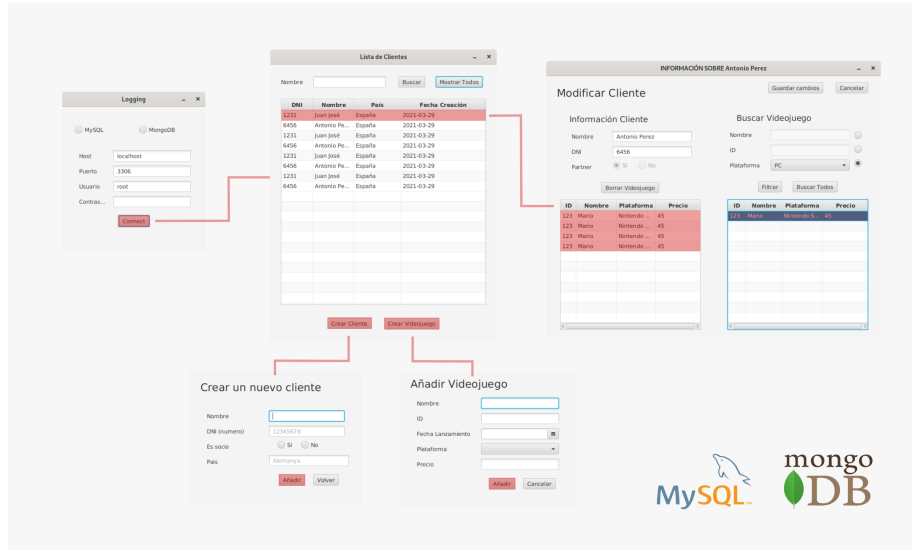 Logging
MySQL MongoDB
Host localhost
Puerto 3306
Usuario root
Contras...
Connect
Lista de Clientes
Nombre Buscar Mostrar Todos
DNI Nombre País Fecha Creación
1231 Juan José España 2021-03-29
6456 Antonio Pe... España 2021-03-29
1231 Juan José España 2021-03-29
6456 Antonio Pe... España 2021-03-29
1231 Juan José España 2021-03-29
6456 Antonio Pe... España 2021-03-29
1231 Juan José España 2021-03-29
6456 Antonio Pe... España 2021-03-29
Crear Cliente Crear Videojuego
INFORMACIÓN SOBRE Antonio Perez
Modificar Cliente Guardar cambios Cancelar
Información Cliente
Nombre Antonio Perez
DNI 6456
Partner Si No
Borrar Videojuego
ID Nombre Plataforma Precio
123 Mario Nintendo ... 45
123 Mario Nintendo ... 45
123 Mario Nintendo ... 45
123 Mario Nintendo ... 45
Buscar Videojuego
Nombre
ID
Plataforma PC
Filtrar Buscar Todos
ID Nombre Plataforma Precio
123 Mario Nintendo S... 45
Crear un nuevo cliente
Nombre
DNI (numero) 12345678
Es socio Si No
Pais Alemanya
Añadir Volver
Añadir Videojuego
Nombre
ID
Fecha Lanzamiento
Plataforma
Precio
Añadir Cancelar
MySQL
mongo
DB